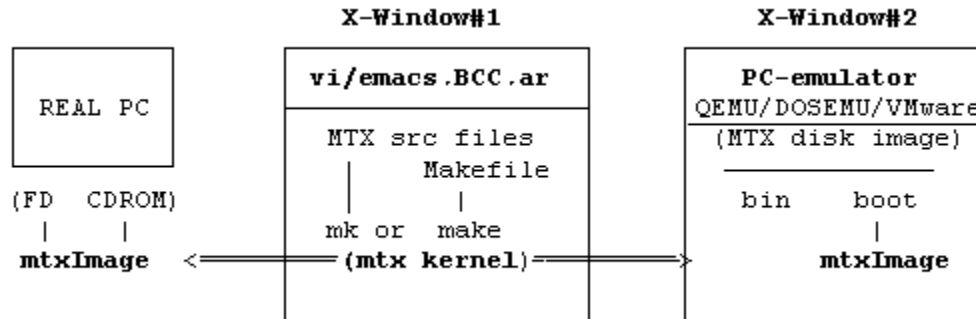 X-Window#1 X-Window#2
vi/emacs.BCC.ar PC-emulator
REAL PC QEMU/DOSEMU/VMware
MTX src files (MTX disk image)
Makefile
(FD CDROM) bin boot
mk or make
mtxImage <===== (mtx kernel)=====> mtxImage